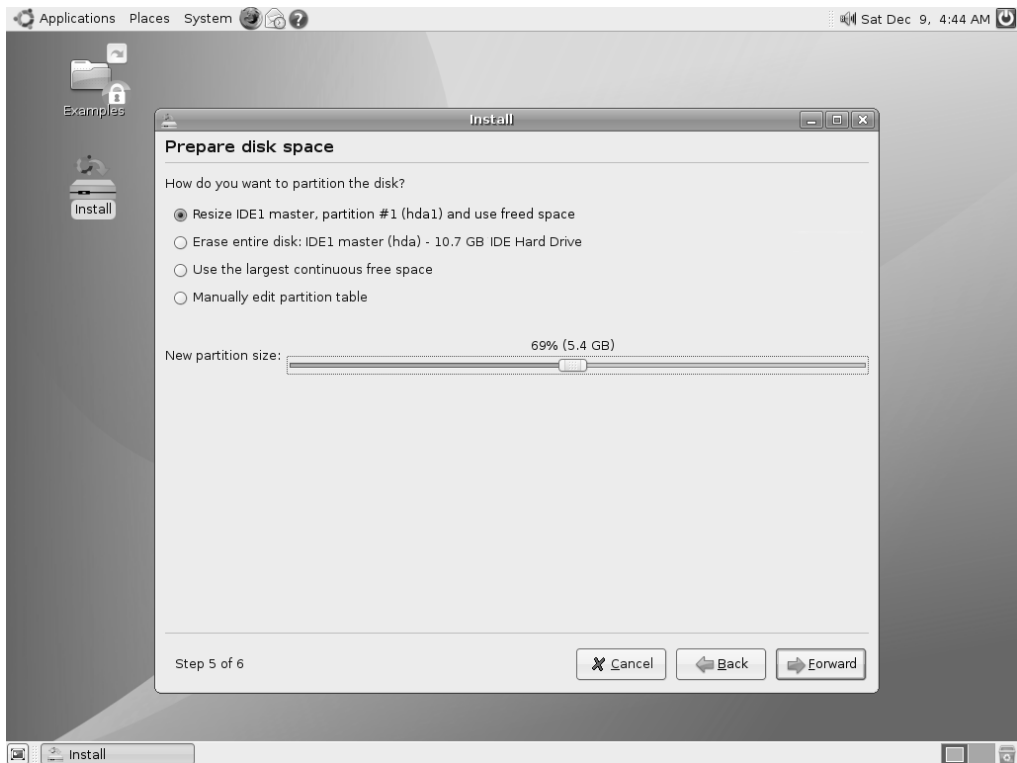 Applications Places System Sat Dec 9, 4:44 AM
Examples
Install
Install
Prepare disk space
How do you want to partition the disk?
Resize IDE1 master, partition #1 (hda1) and use freed space
Erase entire disk: IDE1 master (hda) - 10.7 GB IDE Hard Drive
Use the largest continuous free space
Manually edit partition table
69% (5.4 GB)
New partition size:
Step 5 of 6 Cancel Back Forward
Install